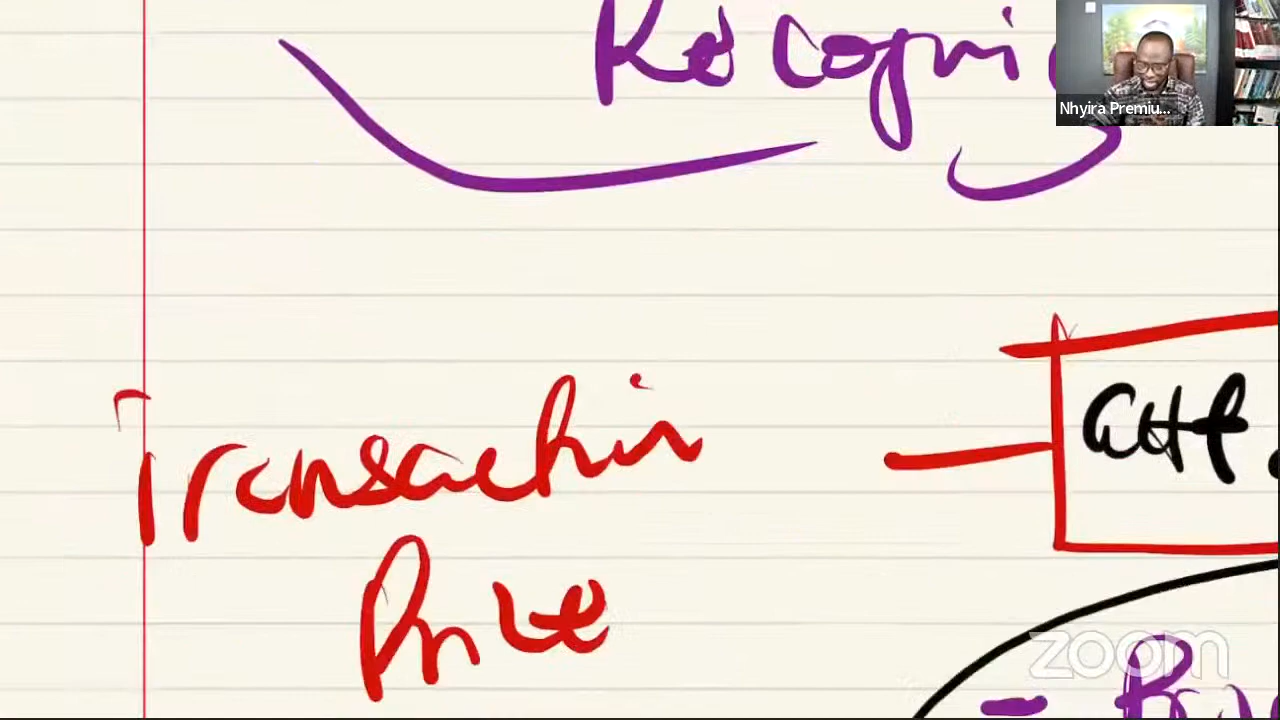 Recogni
Nhyira Premiu...
Transaction
Price
zoom